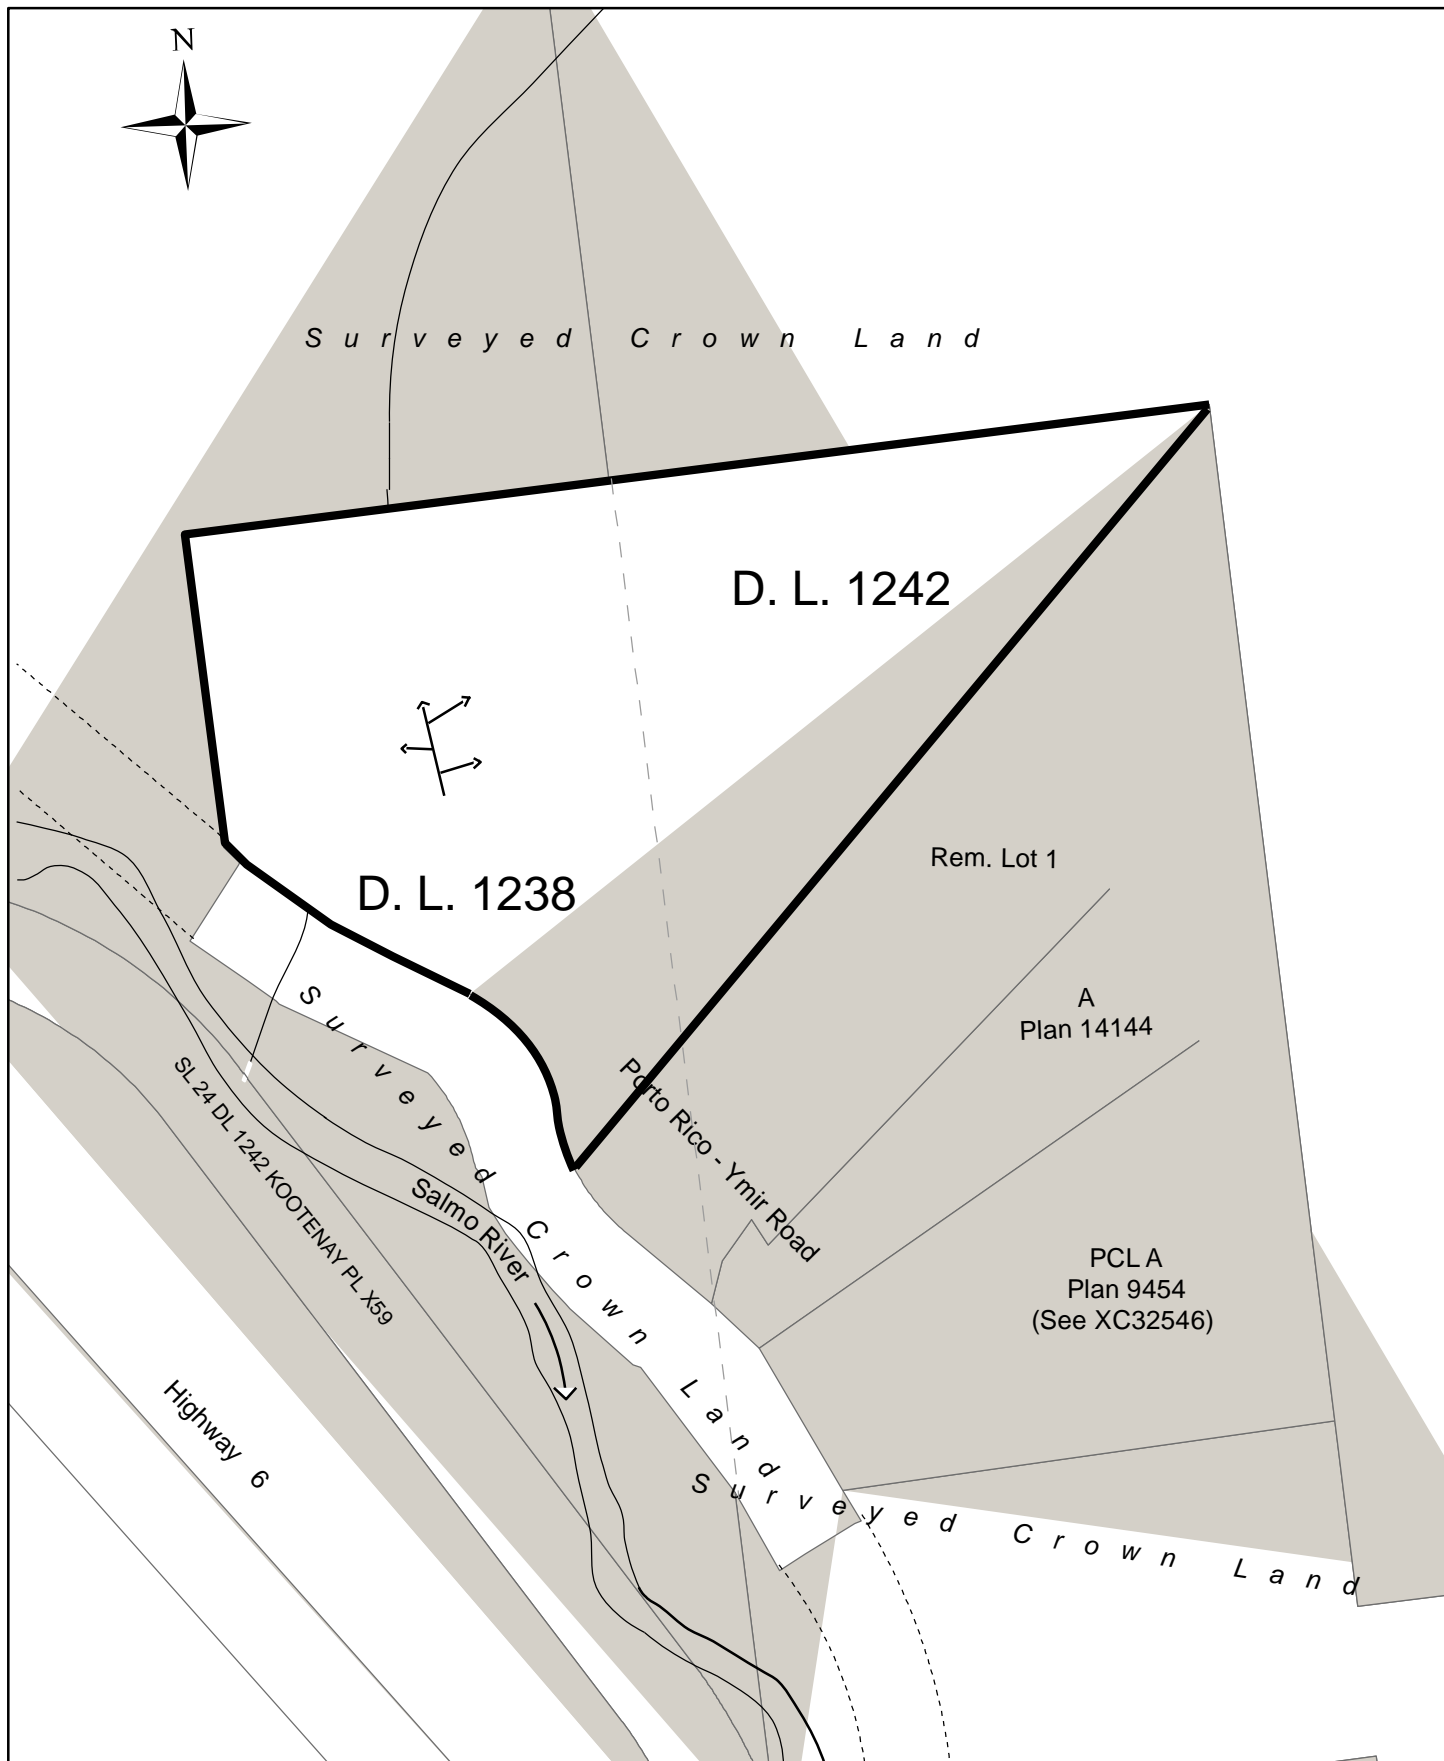 N
Surveyed Crown Land
D. L. 1242
D. L. 1238
Rem. Lot 1
A
Plan 14144
Surveyed Crown Land
Porto Rico - Ymir Road
SL 24 DL 1242 KOOTENAY PL X59
Salmo River
PCL A
Plan 9454
(See XC32546)
Highway 6
Surveyed Crown Land